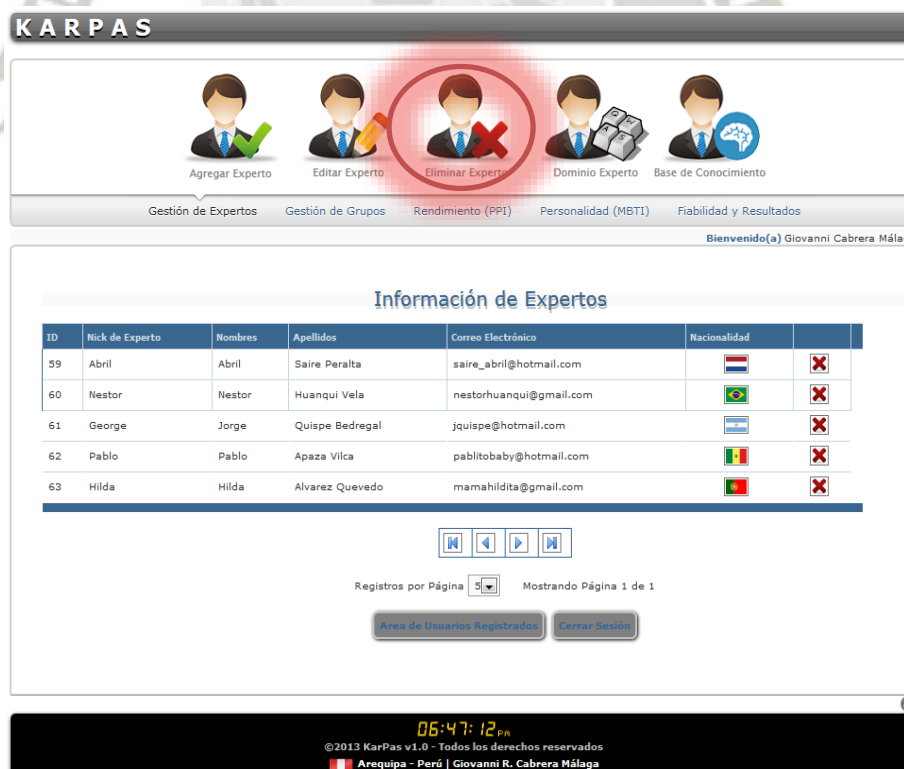 KARPAS
Agregar Experto Editar Experto Eliminar Experto Dominio Experto Base de Conocimiento
Gestión de Expertos Gestión de Grupos Rendimiento (PPI) Personalidad (MBTI) Fiabilidad y Resultados
Bienvenido(a) Giovanni Cabrera Mála
Información de Expertos
ID Nick de Experto Nombres Apellidos Correo Electrónico Nacionalidad
59 Abril Abril Saire Peralta saire_abril@hotmail.com
60 Nestor Nestor Huanqui Vela nestorhuanqui@gmail.com
61 George Jorge Quispe Bedregal jquispe@hotmail.com
62 Pablo Pablo Apaza Vilca pablitobaby@hotmail.com
63 Hilda Hilda Alvarez Quevedo mamahildita@gmail.com
Registros por Página 5 Mostrando Página 1 de 1
Area de Usuarios Registrados Cerrar Sesión
06:47:12 PM
©2013 KarPas v1.0 - Todos los derechos reservados
Arequipa - Perú | Giovanni R. Cabrera Málaga